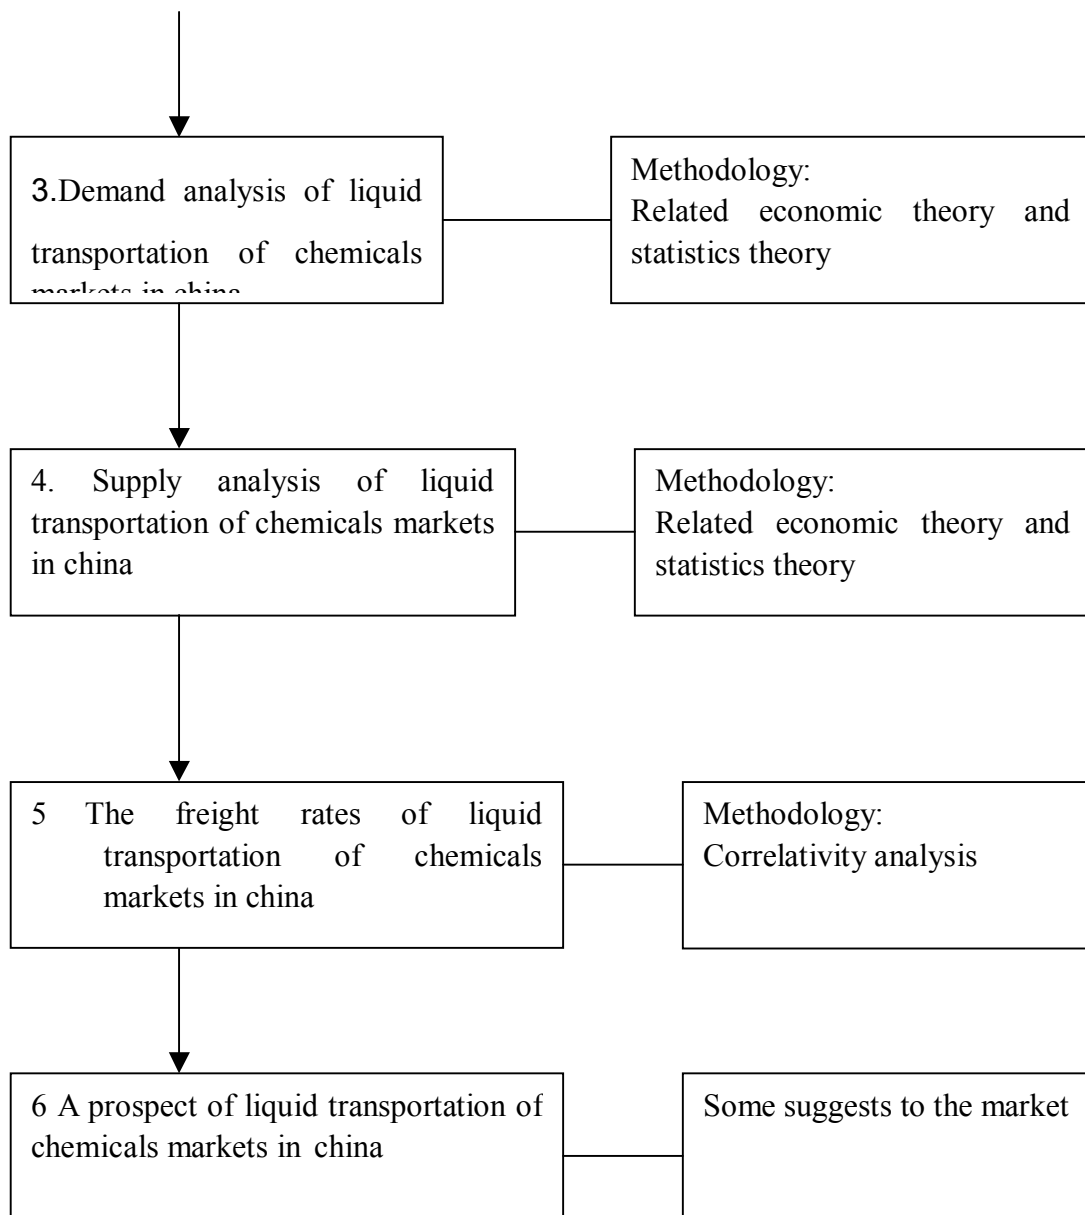 3.Demand analysis of liquid
transportation of chemicals
markets in china
Methodology:
Related economic theory and
statistics theory
4. Supply analysis of liquid
transportation of chemicals markets
in china
Methodology:
Related economic theory and
statistics theory
5 The freight rates of liquid
transportation of chemicals
markets in china
Methodology:
Correlativity analysis
6 A prospect of liquid transportation of
chemicals markets in china
Some suggests to the market